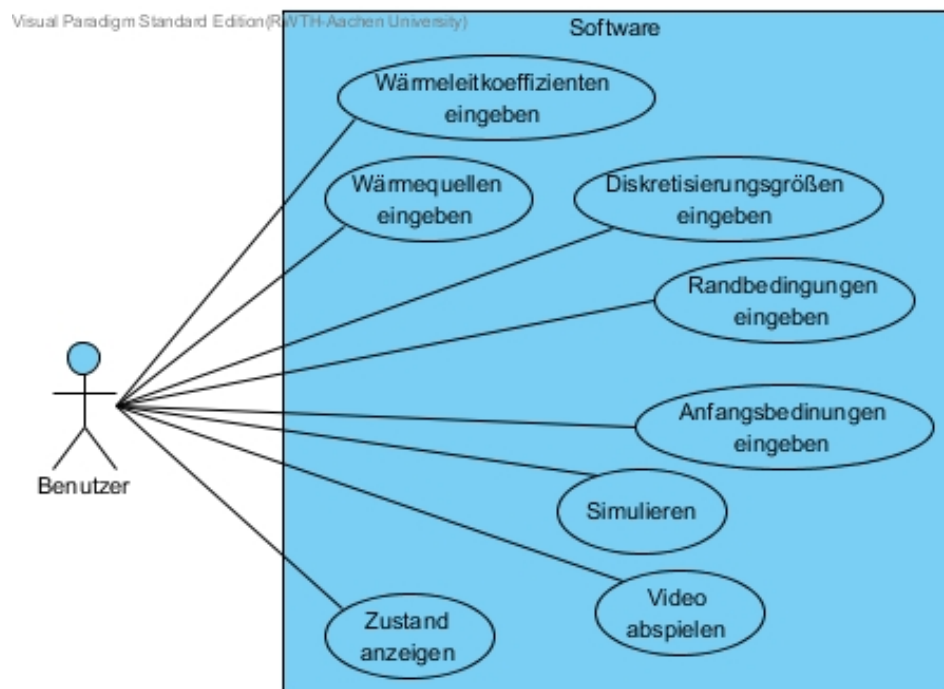 Visual Paradigm Standard Edition(RWTH-Aachen University)
Software
Wärmeleitkoeffizienten
eingeben
Wärmequellen
eingeben
Diskretisierungsgrößen
eingeben
Randbedingungen
eingeben
Anfangsbedinungen
eingeben
Benutzer
Simulieren
Video
abspielen
Zustand
anzeigen